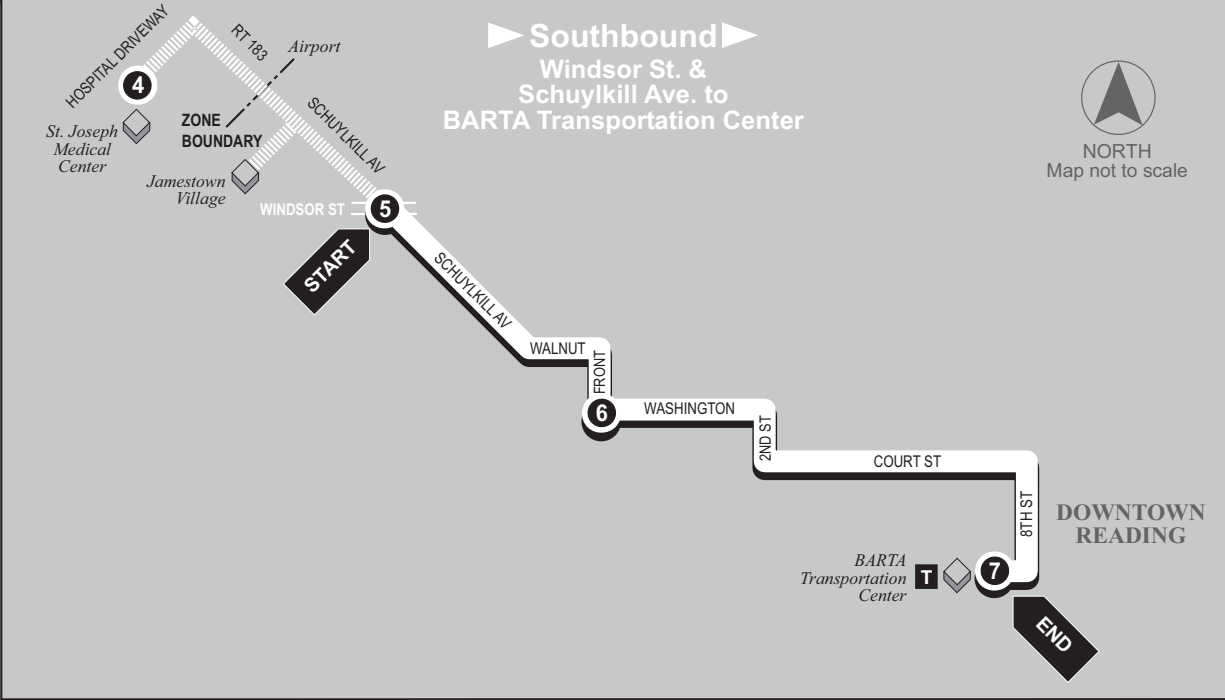 Southbound
Windsor St. &
Schuylkill Ave. to
BARTA Transportation Center
HOSPITAL DRIVEWAY
RT 183
Airport
4
St. Joseph
Medical
Center
ZONE
BOUNDARY
SCHUYLKILL AV
Jamestown
Village
NORTH
Map not to scale
WINDSOR ST
5
START
SCHUYLKILL AV
WALNUT
FRONT
6
WASHINGTON
2ND ST
COURT ST
8TH ST
DOWNTOWN
READING
BARTA
Transportation
Center
T
7
END